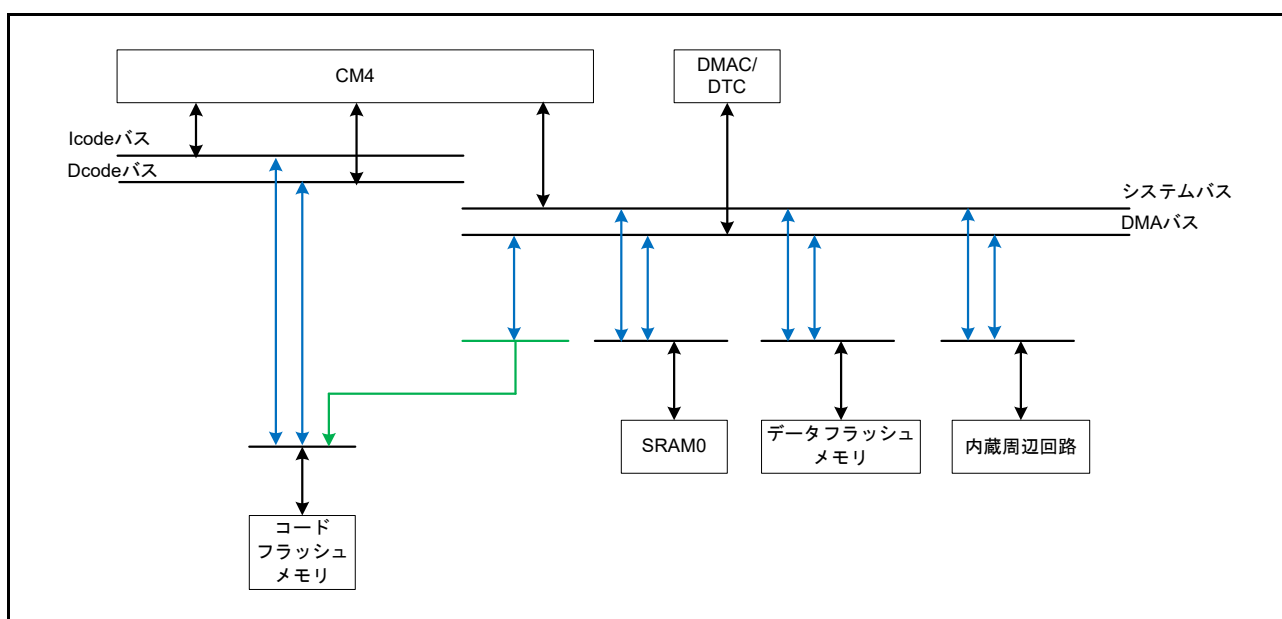 CM4
DMAC/
DTC
Icodeバス
Dcodeバス
システムバス
DMAバス
SRAM0
データフラッシュ
メモリ
内蔵周辺回路
コード
フラッシュ
メモリ